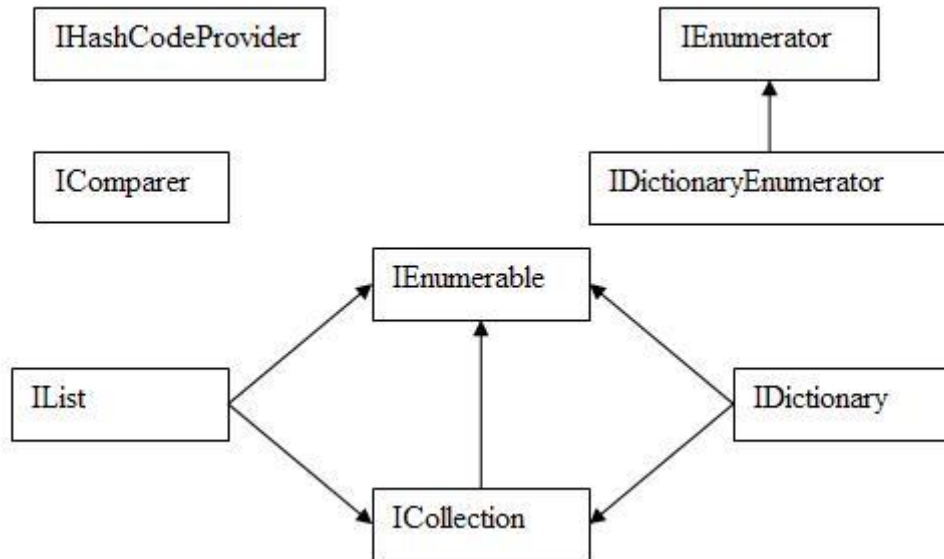 IHashCodeProvider
IEnumerator
IComparer
IDictionaryEnumerator
IEnumerable
IList
IDictionary
ICollection